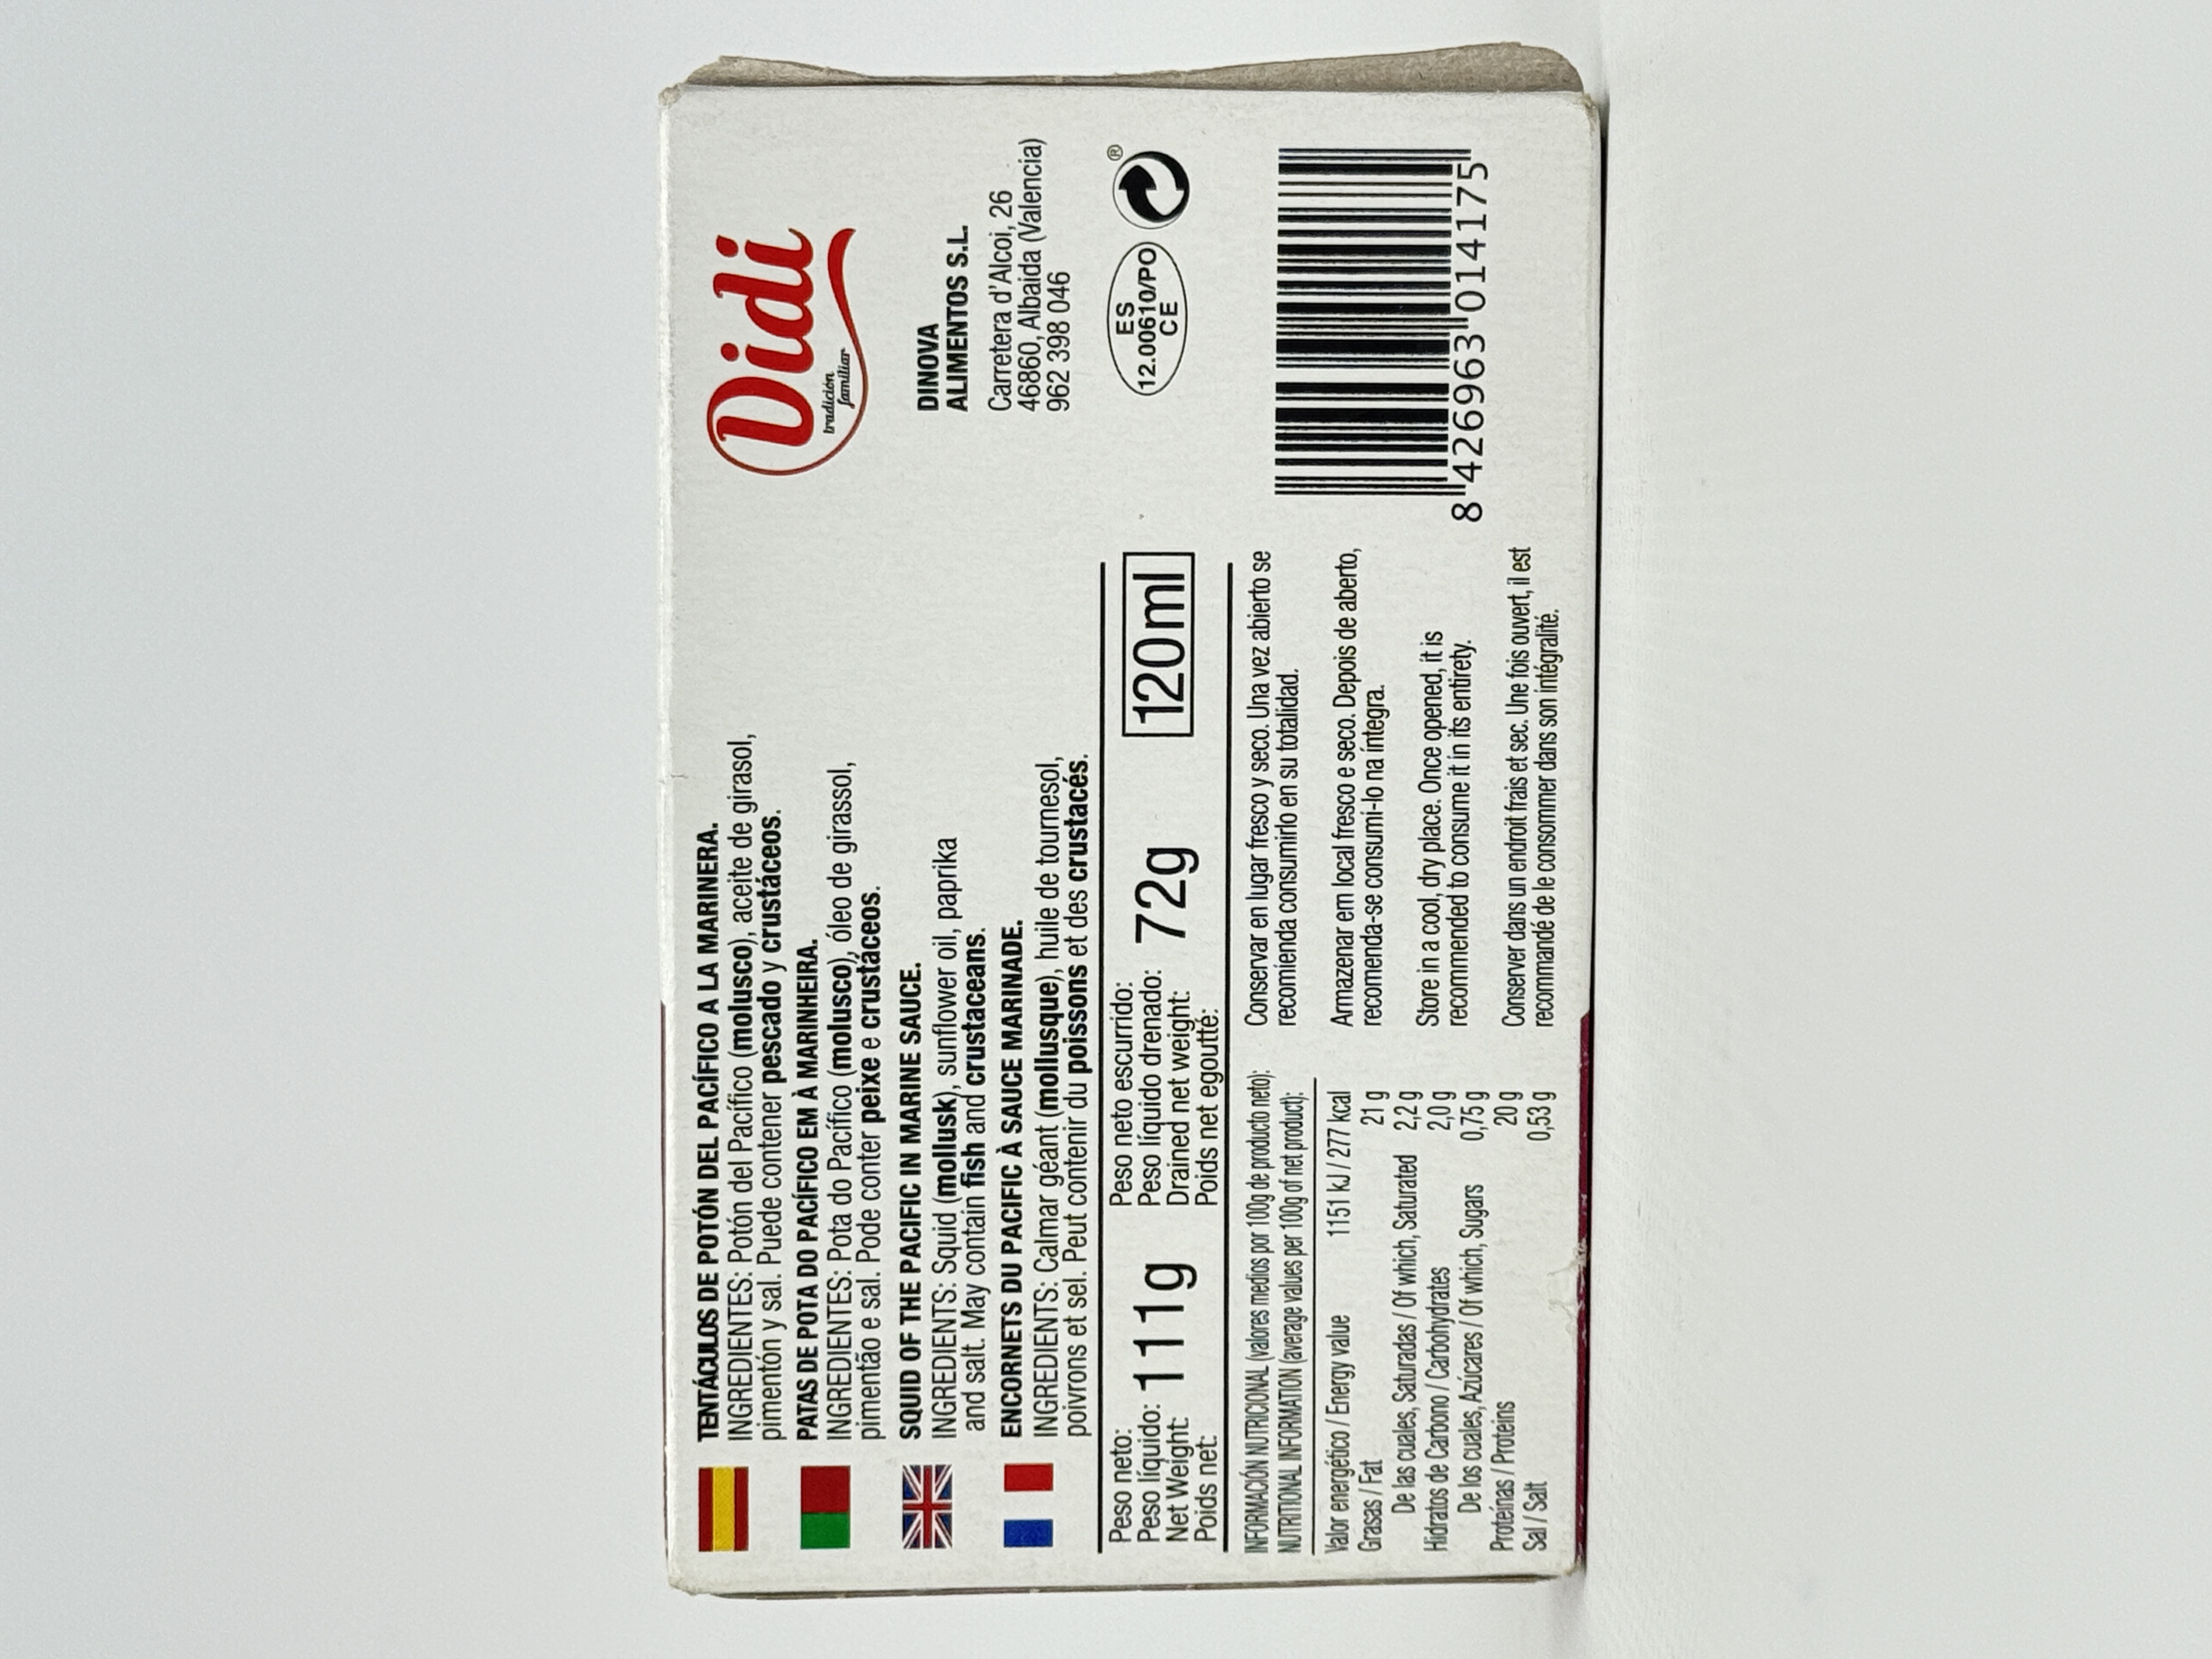 TENTÁCULOS DE POTÓN DEL PACÍFICO A LA MARINERA.
INGREDIENTES: Potón del Pacífico (molusco), aceite de girasol,
pimentón y sal. Puede contener pescado y crustáceos.
PATAS DE POTA DO PACÍFICO EM À MARINHEIRA.
INGREDIENTES: Pota do Pacífico (molusco), óleo de girassol,
pimentão e sal. Pode conter peixe e crustáceos.
SQUID OF THE PACIFIC IN MARINE SAUCE.
INGREDIENTS: Squid (mollusk), sunflower oil, paprika
and salt. May contain fish and crustaceans.
ENCORNETS DU PACIFIC À SAUCE MARINADE.
INGREDIENTS: Calmar géant (mollusque), huile de tournesol,
poivrons et sel. Peut contenir du poissons et des crustacés.
Peso neto:
Peso líquido:
Net Weight:
Poids net:
111g
Peso neto escurrido:
Peso líquido drenado:
Drained net weight:
Poids net egoutté:
72g
120ml
INFORMACIÓN NUTRICIONAL (valores medios por 100g de producto neto):
NUTRITIONAL INFORMATION (average values per 100g of net product):
Valor energético / Energy value 1151 kJ / 277 kcal
Grasas / Fat 21 g
De las cuales, Saturadas / Of which, Saturated 2,2 g
Hidratos de Carbono / Carbohydrates 2,0 g
De los cuales, Azúcares / Of which, Sugars 0,75 g
Proteínas / Proteins 20 g
Sal / Salt 0,53 g
Conservar en lugar fresco y seco. Una vez abierto se
recomienda consumirlo en su totalidad.
Armazenar em local fresco e seco. Depois de aberto,
recomenda-se consumí-lo na íntegra.
Store in a cool, dry place. Once opened, it is
recommended to consume it in its entirety.
Conserver dans un endroit frais et sec. Une fois ouvert, il est
recommandé de le consommer dans son intégralité.
Didi
tradición
familiar
DINOVA
ALIMENTOS S.L.
Carretera d'Alcoi, 26
46860, Albaida (Valencia)
962 398 046
ES
12.00610/PO
CE
®
8 426963 014175